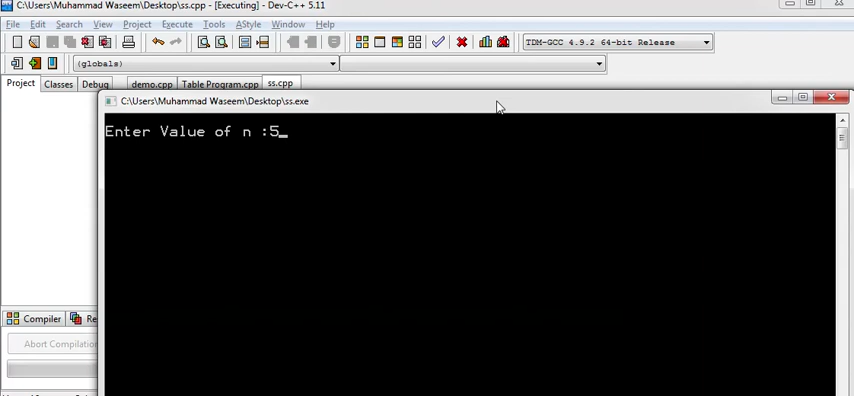 C:\Users\Muhammad Waseem\Desktop\ss.cpp - [Executing] - Dev-C++ 5.11
File Edit Search View Project Execute Tools AStyle Window Help
TDM-GCC 4.9.2 64-bit Release
(globals)
Project Classes Debug demo.cpp Table Program.cpp ss.cpp
C:\Users\Muhammad Waseem\Desktop\ss.exe
Enter Value of n :5_
Compiler Re
Abort Compilation